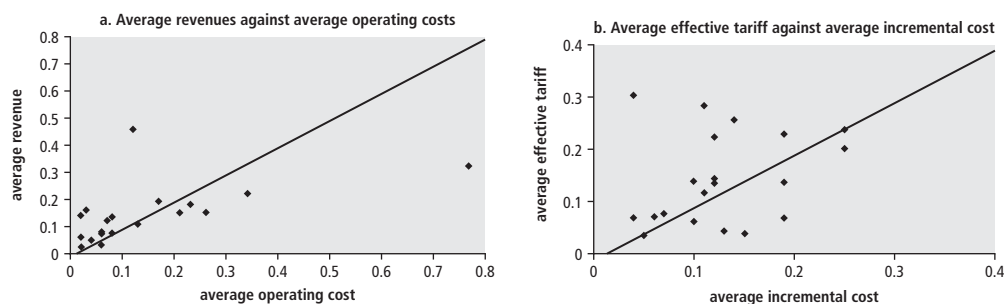 a. Average revenues against average operating costs
0.8
0.7
0.6
0.5
0.4
0.3
0.2
0.1
0
average revenue
0 0.1 0.2 0.3 0.4 0.5 0.6 0.7 0.8
average operating cost
b. Average effective tariff against average incremental cost
0.4
0.3
0.2
0.1
0
average effective tariff
0 0.1 0.2 0.3 0.4
average incremental cost